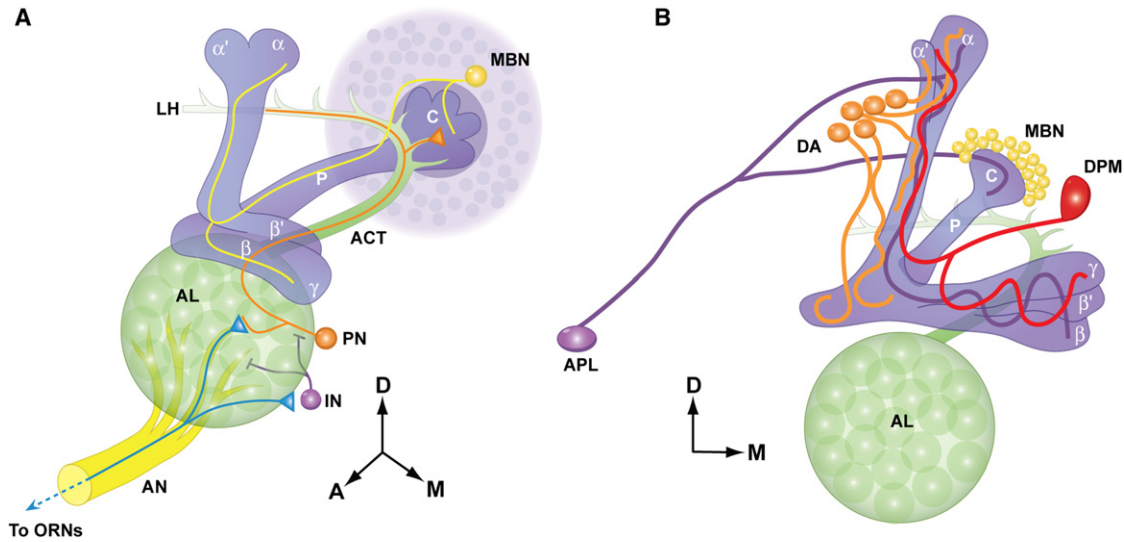 A
α'
α
MBN
LH
C
P
β'
β
ACT
γ
AL
PN
IN
D
A
M
AN
To ORNs
B
α'
α
MBN
DA
DPM
C
P
γ
β'
β
APL
D
M
AL